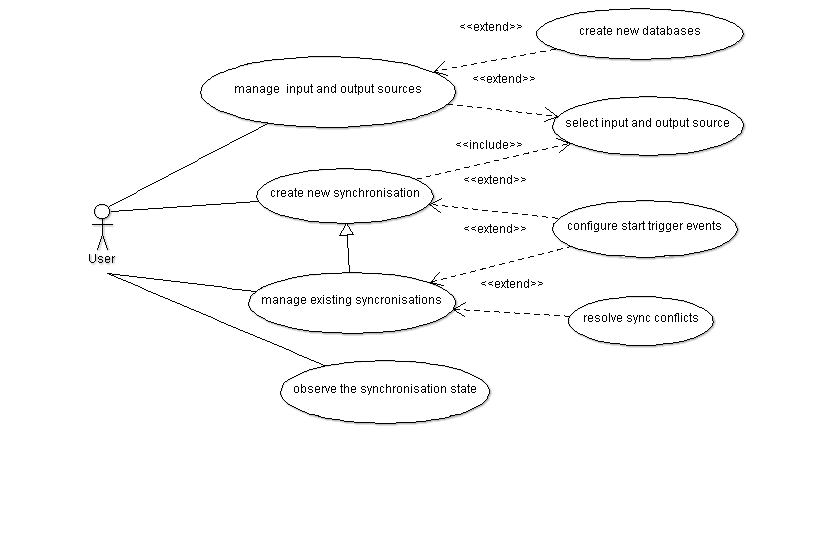 <<extend>>
create new databases
manage  input and output sources
<<extend>>
select input and output source
<<include>>
create new synchronisation
<<extend>>
configure start trigger events
<<extend>>
User
<<extend>>
manage existing syncronisations
resolve sync conflicts
observe the synchronisation state